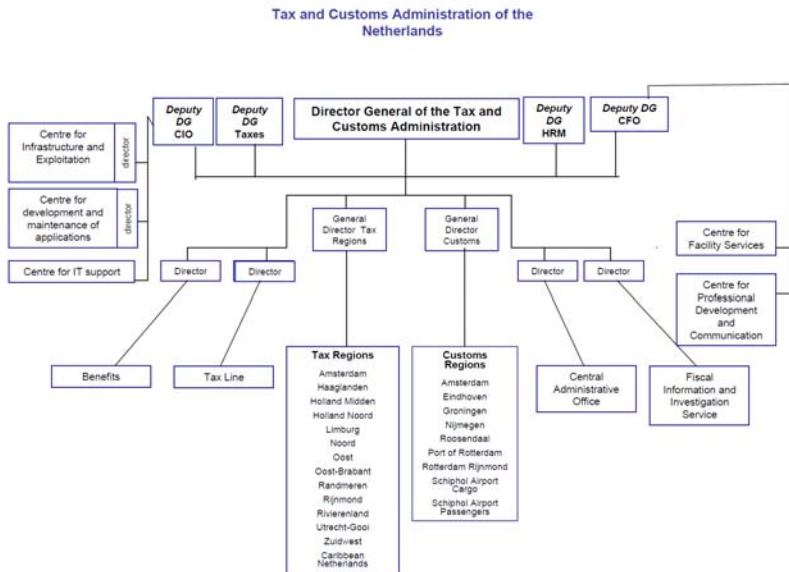 Tax and Customs Administration of the
Netherlands
Deputy
DG
CIO
Deputy
DG
Taxes
Director General of the Tax and
Customs Administration
Deputy
DG
HRM
Deputy DG
CFO
Centre for
Infrastructure and
Exploitation
director
Centre for
development and
maintenance of
applications
director
Centre for IT support
General
Director Tax
Regions
General
Director
Customs
Centre for
Facility Services
Director
Director
Director
Director
Centre for
Professional
Development
and
Communication
Benefits
Tax Line
Tax Regions
Amsterdam
Haaglanden
Holland Midden
Holland Noord
Limburg
Noord
Oost
Oost-Brabant
Randmeren
Rijnmond
Rivierenland
Utrecht-Gooi
Zuidwest
Caribbean
Netherlands
Customs
Regions
Amsterdam
Eindhoven
Groningen
Nijmegen
Roosendaal
Port of Rotterdam
Rotterdam Rijnmond
Schiphol Airport
Cargo
Schiphol Airport
Passengers
Central
Administrative
Office
Fiscal
Information and
Investigation
Service